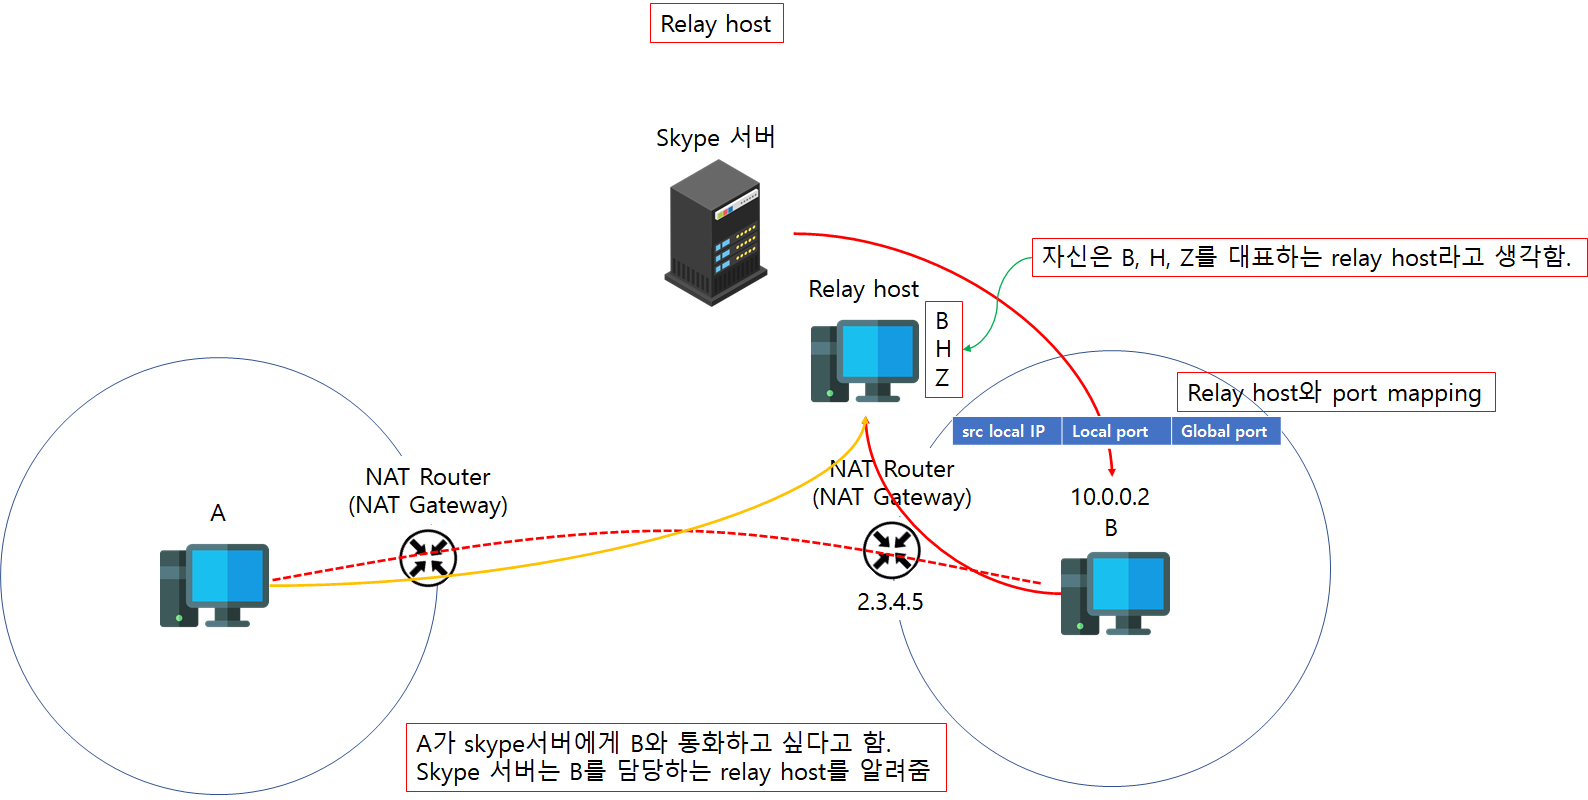 Relay host
Skype 서버
자신은 B, H, Z를 대표하는 relay host라고 생각함.
Relay host
B
H
Z
Relay host와 port mapping
src local IP Local port Global port
NAT Router
(NAT Gateway)
NAT Router
(NAT Gateway)
10.0.0.2
B
A
2.3.4.5
A가 skype서버에게 B와 통화하고 싶다고 함.
Skype 서버는 B를 담당하는 relay host를 알려줌